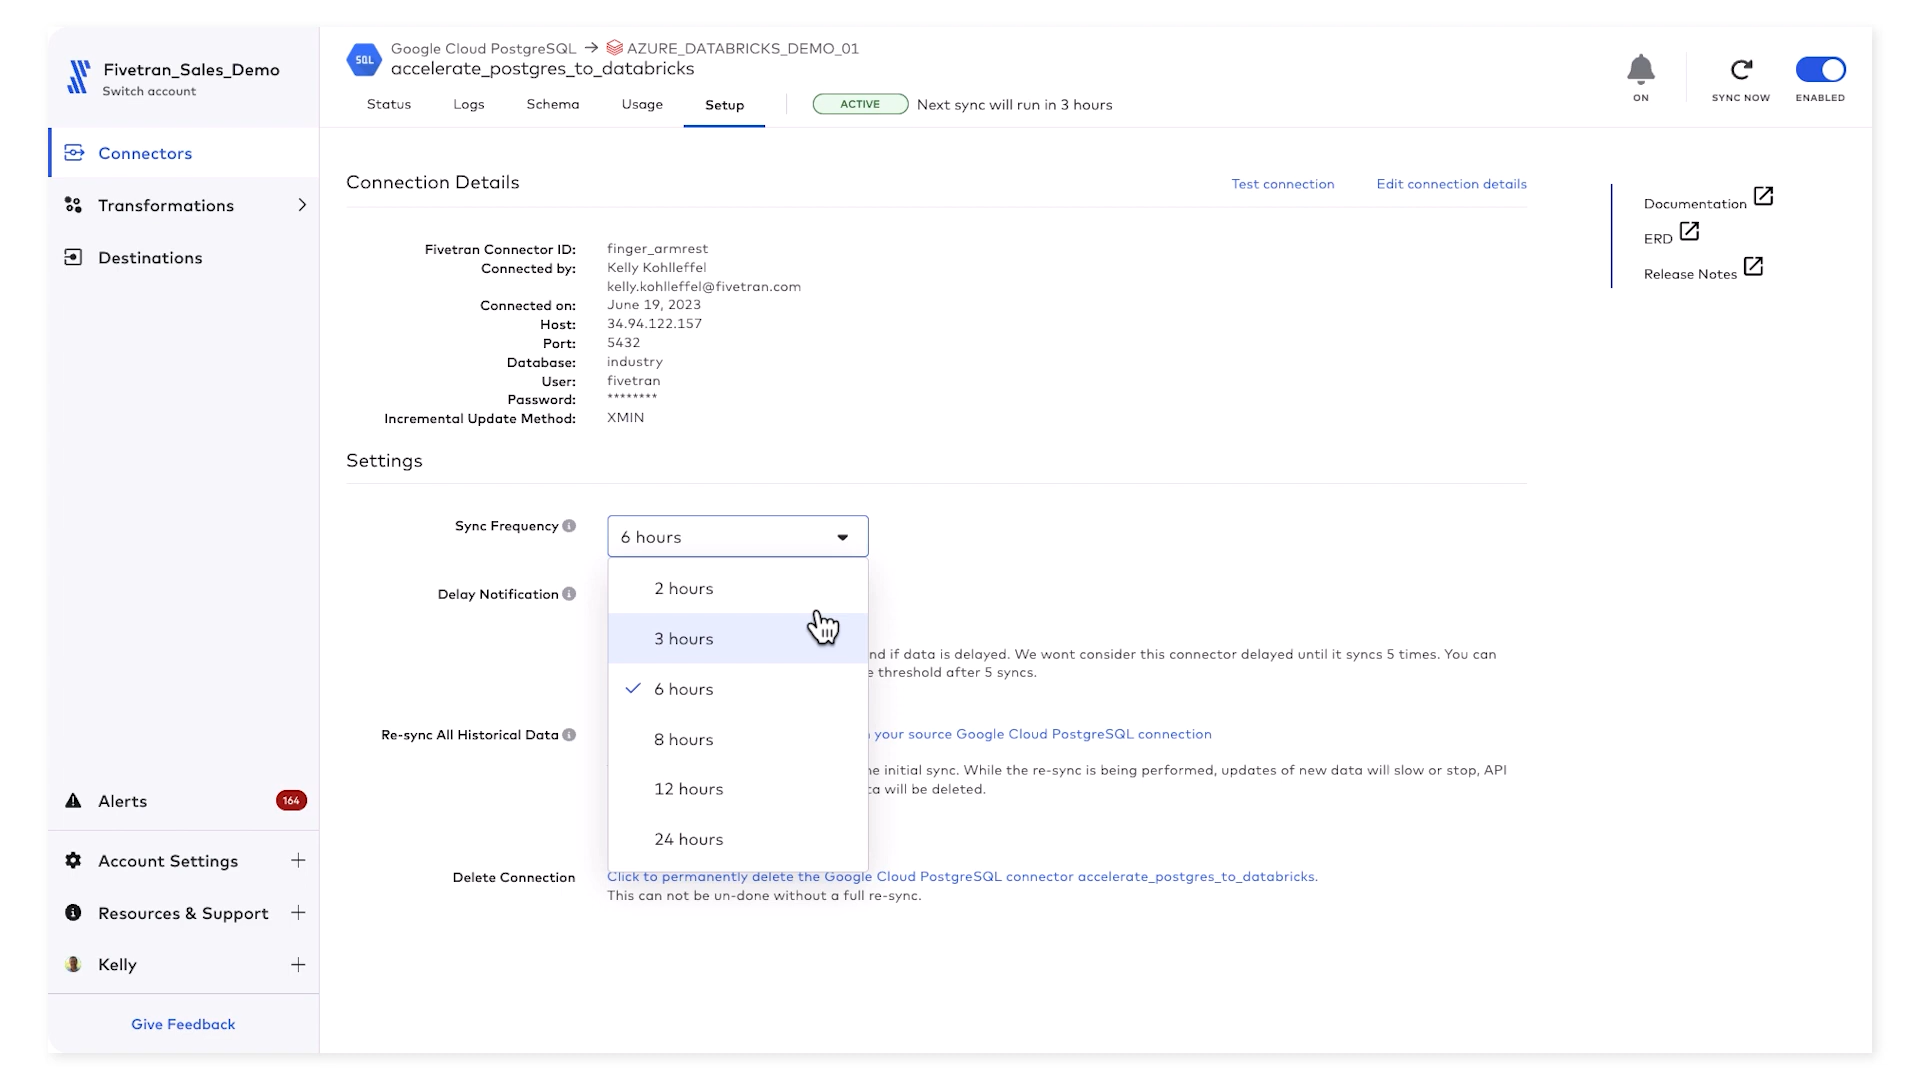 Fivetran_Sales_Demo
Switch account
Connectors
Transformations
Destinations
Alerts
164
Account Settings
Resources & Support
Kelly
Give Feedback
SQL
Google Cloud PostgreSQL → AZURE_DATABRICKS_DEMO_01
accelerate_postgres_to_databricks
Status Logs Schema Usage Setup
ACTIVE Next sync will run in 3 hours
ON
SYNC NOW
ENABLED
Connection Details
Test connection
Edit connection details
Documentation
ERD
Release Notes
Fivetran Connector ID: finger_armrest
Connected by: Kelly Kohlleffel
kelly.kohlleffel@fivetran.com
Connected on: June 19, 2023
Host: 34.94.122.157
Port: 5432
Database: industry
User: fivetran
Password: ********
Incremental Update Method: XMIN
Settings
Sync Frequency
6 hours
2 hours
3 hours
6 hours
8 hours
12 hours
24 hours
Delay Notification
if data is delayed. We wont consider this connector delayed until it syncs 5 times. You can
threshold after 5 syncs.
Re-sync All Historical Data
your source Google Cloud PostgreSQL connection
initial sync. While the re-sync is being performed, updates of new data will slow or stop, API
will be deleted.
Delete Connection
Click to permanently delete the Google Cloud PostgreSQL connector accelerate_postgres_to_databricks.
This can not be un-done without a full re-sync.